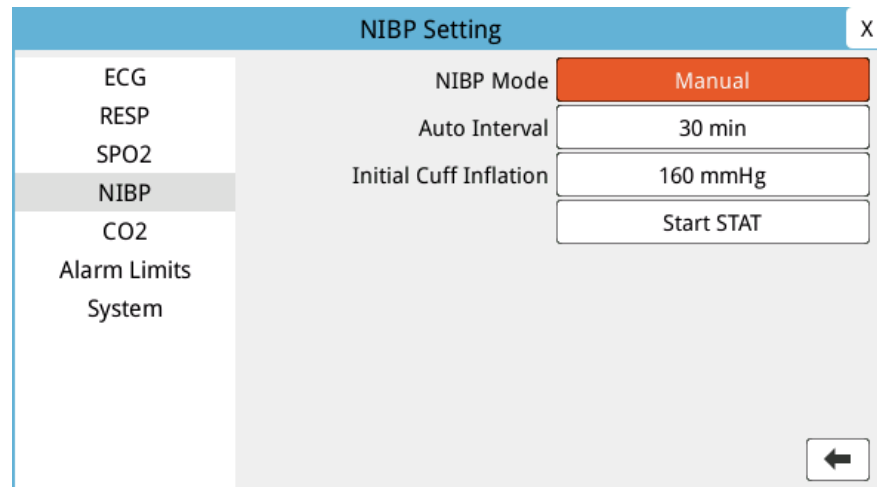 NIBP Setting
X
ECG
RESP
SPO2
NIBP
CO2
Alarm Limits
System
NIBP Mode
Manual
Auto Interval
30 min
Initial Cuff Inflation
160 mmHg
Start STAT